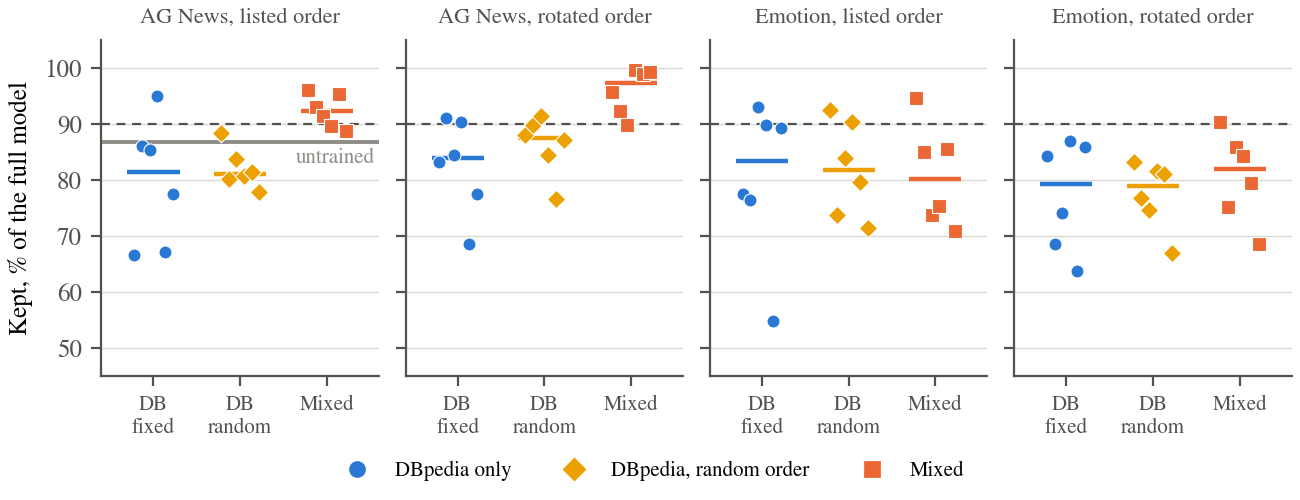 AG News, listed order
AG News, rotated order
Emotion, listed order
Emotion, rotated order
Kept, % of the full model
100
90
80
70
60
50
untrained
DB fixed
DB random
Mixed
DB fixed
DB random
Mixed
DB fixed
DB random
Mixed
DB fixed
DB random
Mixed
DBpedia only
DBpedia, random order
Mixed